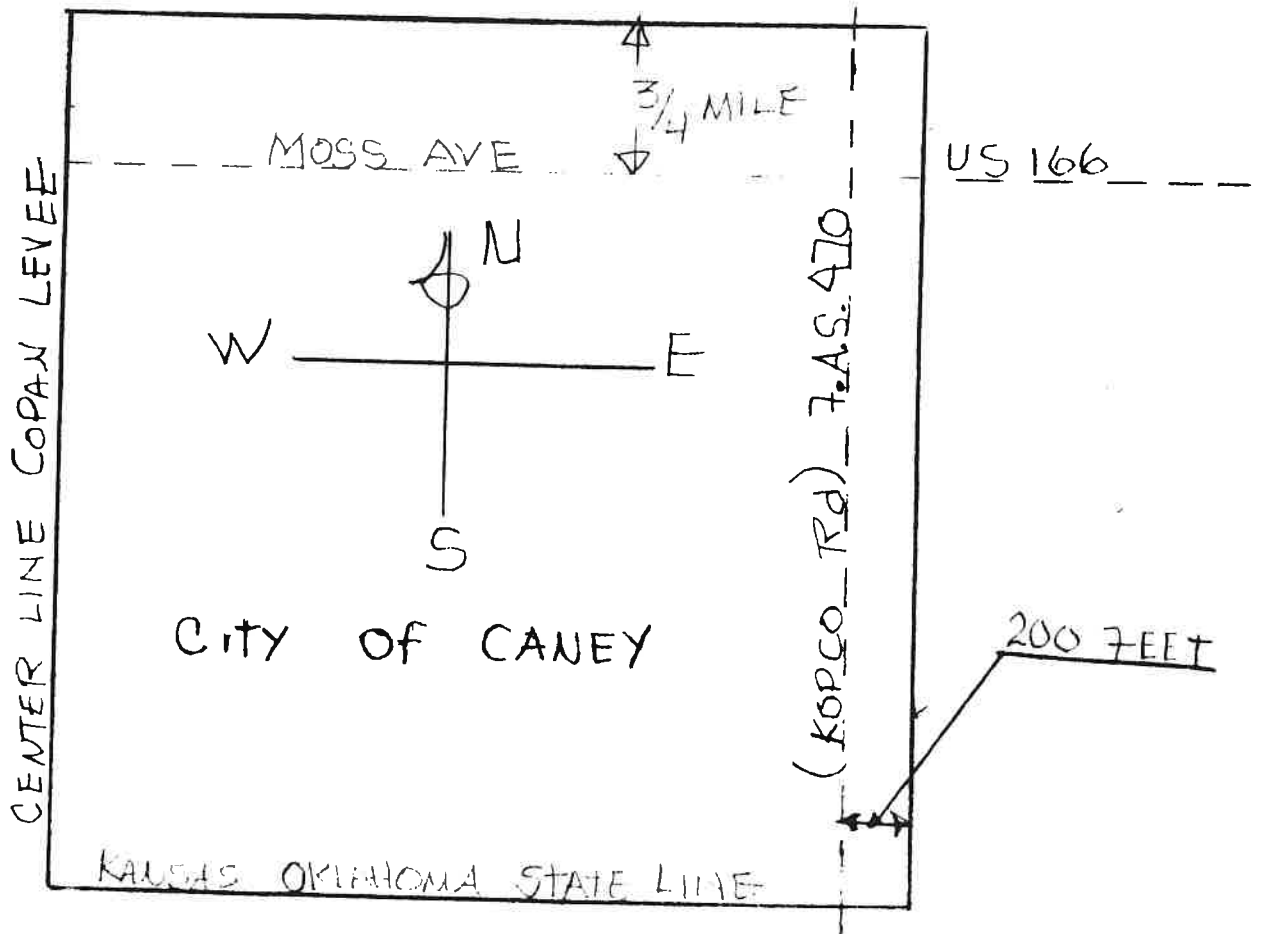 3/4 MILE
MOSS AVE
US 166
N
W
E
S
CENTER LINE COPAN LEVEE
(KOPCO Rd) F.A.S. 470
CITY Of CANEY
200 FEET
KANSAS OKLAHOMA STATE LINE